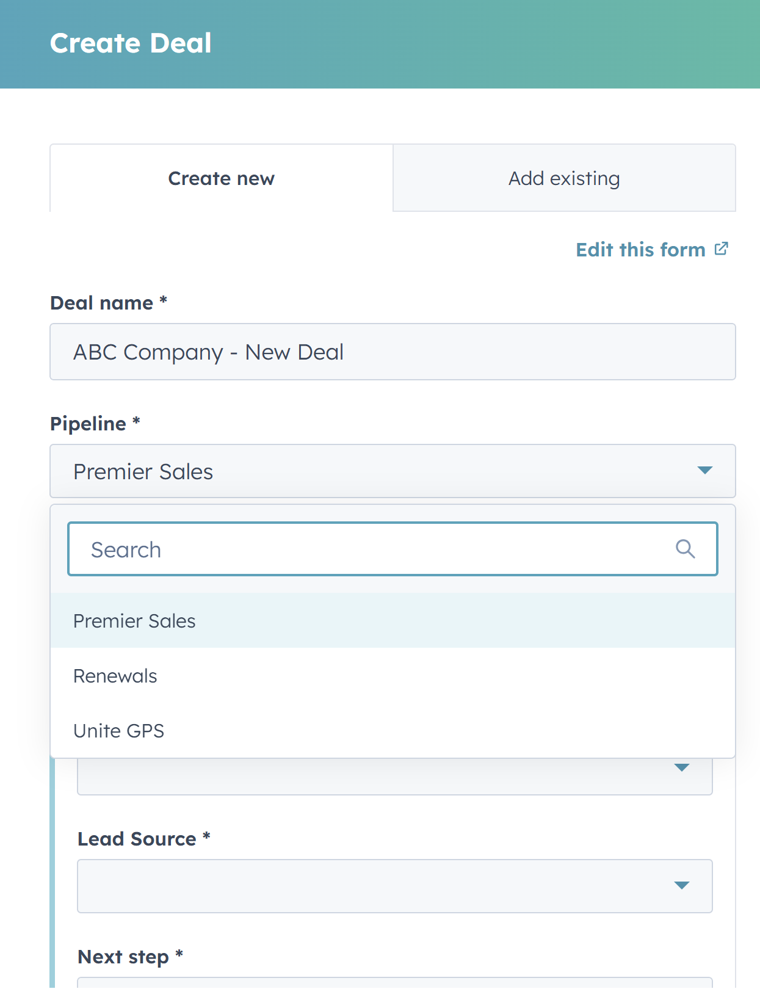 Create Deal
Create new
Add existing
Edit this form
Deal name *
ABC Company - New Deal
Pipeline *
Premier Sales
Search
Premier Sales
Renewals
Unite GPS
Lead Source *
Next step *